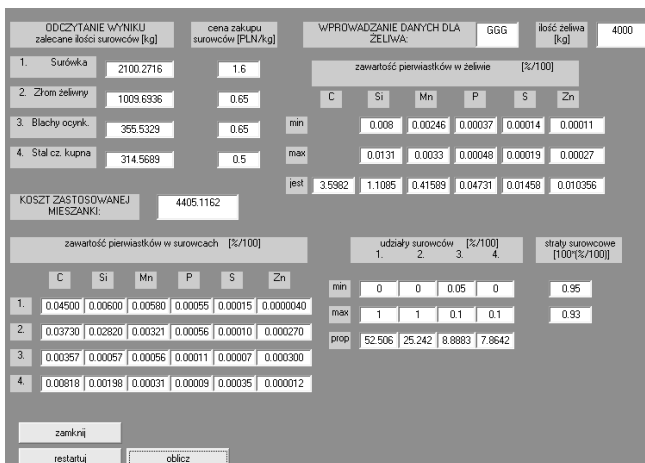 ODCZYTANIE WYNIKU
zalecane ilości surowców [kg]
cena zakupu
surowców [PLN/kg]
1. Surówka 2100.2716 1.6
2. Złom żeliwny 1009.6936 0.65
3. Blachy ocynk. 355.5329 0.65
4. Stal cz. kupna 314.5689 0.5
KOSZT ZASTOSOWANEJ
MIESZANKI: 4405.1162
WPROWADZANIE DANYCH DLA
ŻELIWA: GGG
ilość żeliwa
[kg] 4000
zawartość pierwiastków w żeliwie [%/100]
C Si Mn P S Zn
min 0.008 0.00246 0.00037 0.00014 0.00011
max 0.0131 0.0033 0.00048 0.00019 0.00027
jest 3.5982 1.1085 0.41589 0.04731 0.01458 0.010356
zawartość pierwiastków w surowcach [%/100]
C Si Mn P S Zn
1. 0.04500 0.00600 0.00580 0.00055 0.00015 0.0000040
2. 0.03730 0.02820 0.00321 0.00056 0.00010 0.000270
3. 0.00357 0.00057 0.00056 0.00011 0.00007 0.000300
4. 0.00818 0.00198 0.00031 0.00009 0.00035 0.000012
udziały surowców [%/100]
1. 2. 3. 4.
straty surowcowe
[100*(%/100)]
min 0 0 0.05 0 0.95
max 1 1 0.1 0.1 0.93
prop 52.506 25.242 8.8883 7.8642
zamknij
restartuj oblicz